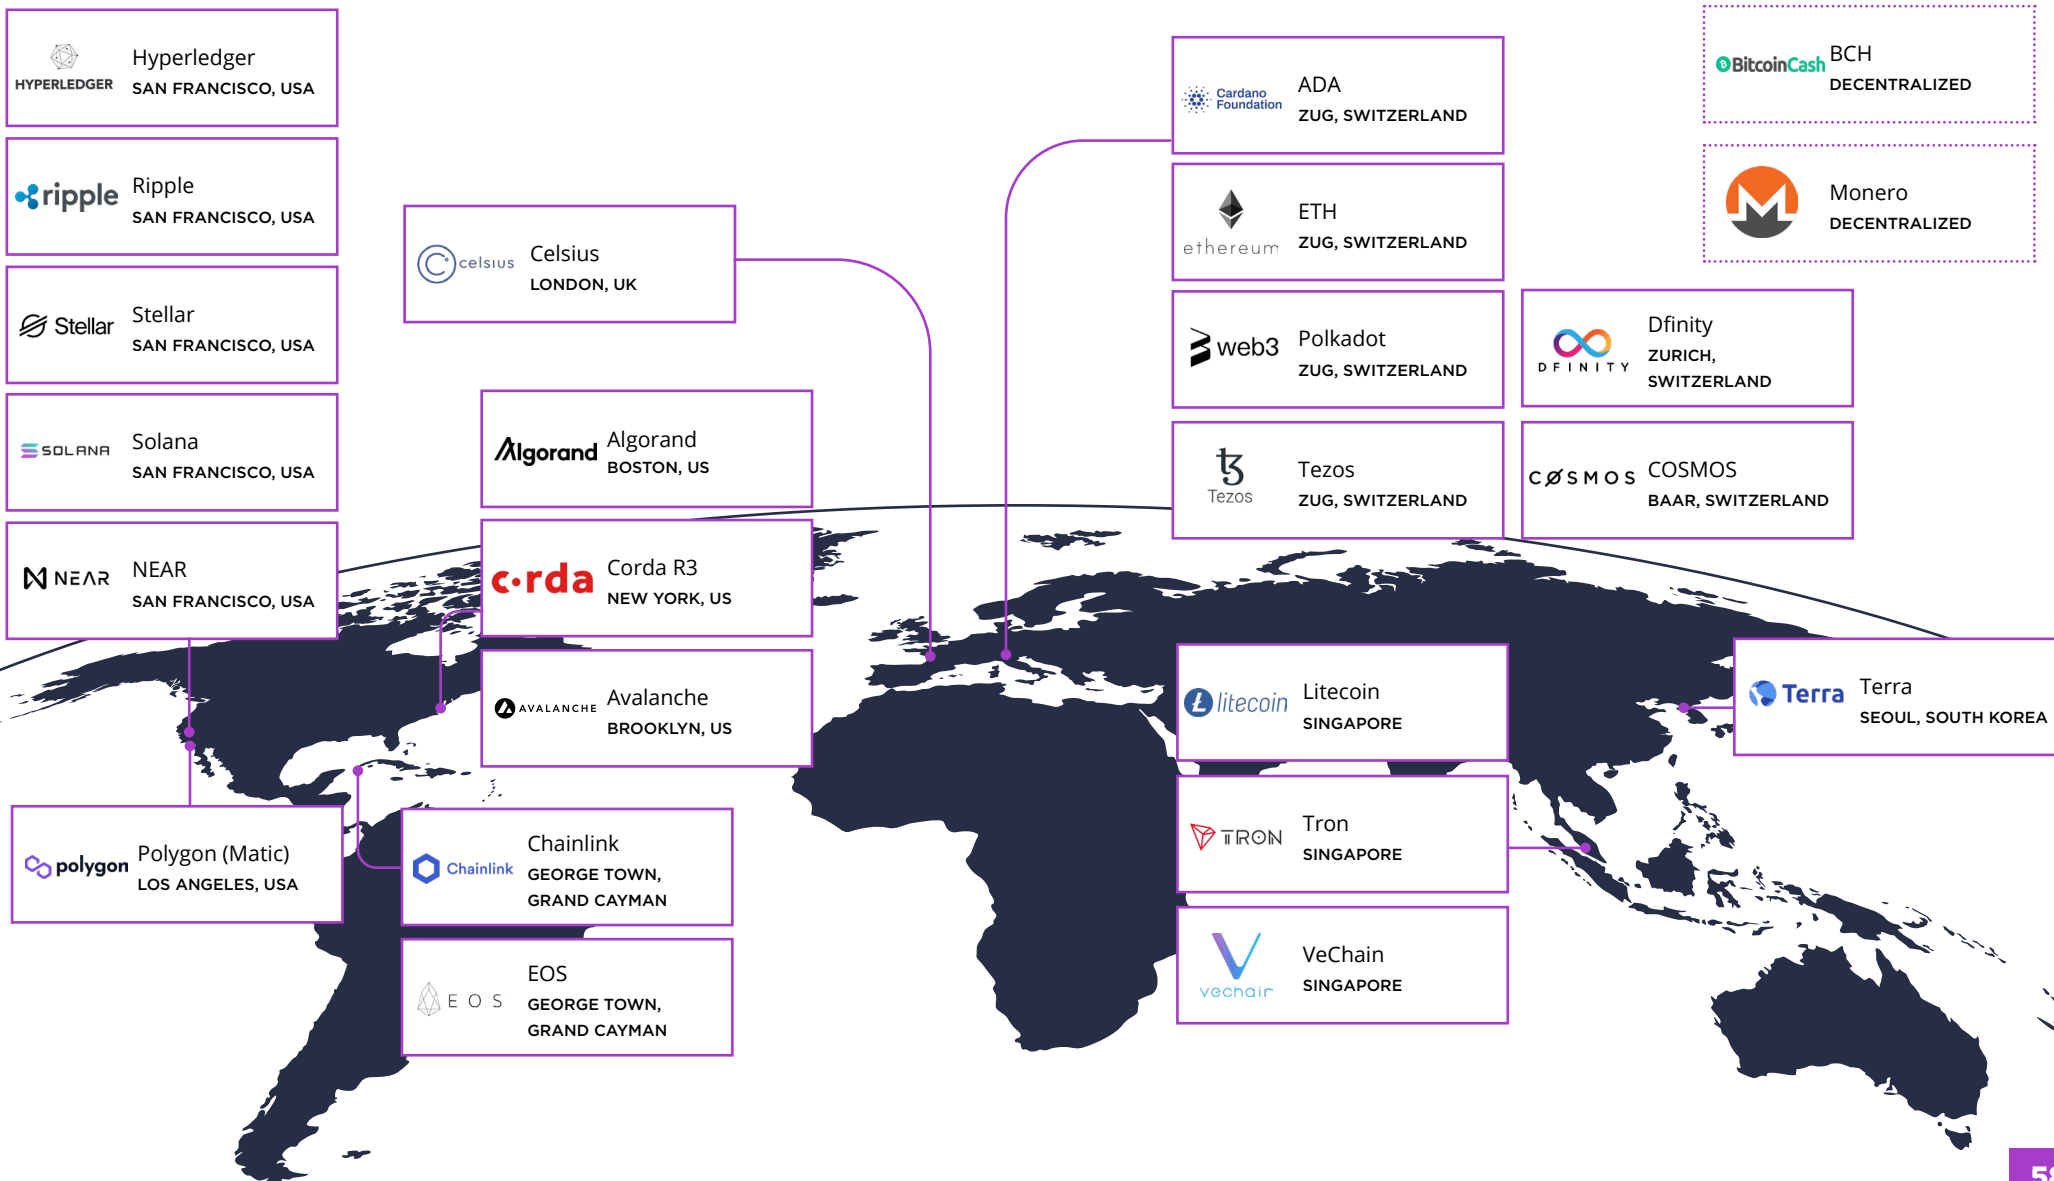 HYPERLEDGER
Hyperledger
SAN FRANCISCO, USA
ripple
Ripple
SAN FRANCISCO, USA
Stellar
Stellar
SAN FRANCISCO, USA
SOLANA
Solana
SAN FRANCISCO, USA
NEAR
NEAR
SAN FRANCISCO, USA
polygon
Polygon (Matic)
LOS ANGELES, USA
celsius
Celsius
LONDON, UK
Algorand
Algorand
BOSTON, US
c·rda
Corda R3
NEW YORK, US
AVALANCHE
Avalanche
BROOKLYN, US
Chainlink
Chainlink
GEORGE TOWN,
GRAND CAYMAN
EOS
EOS
GEORGE TOWN,
GRAND CAYMAN
Cardano
Foundation
ADA
ZUG, SWITZERLAND
ethereum
ETH
ZUG, SWITZERLAND
web3
Polkadot
ZUG, SWITZERLAND
Tezos
Tezos
ZUG, SWITZERLAND
DFINITY
Dfinity
ZURICH,
SWITZERLAND
CØSMOS
COSMOS
BAAR, SWITZERLAND
BitcoinCash
BCH
DECENTRALIZED
Monero
DECENTRALIZED
litecoin
Litecoin
SINGAPORE
TRON
Tron
SINGAPORE
vechain
VeChain
SINGAPORE
Terra
Terra
SEOUL, SOUTH KOREA